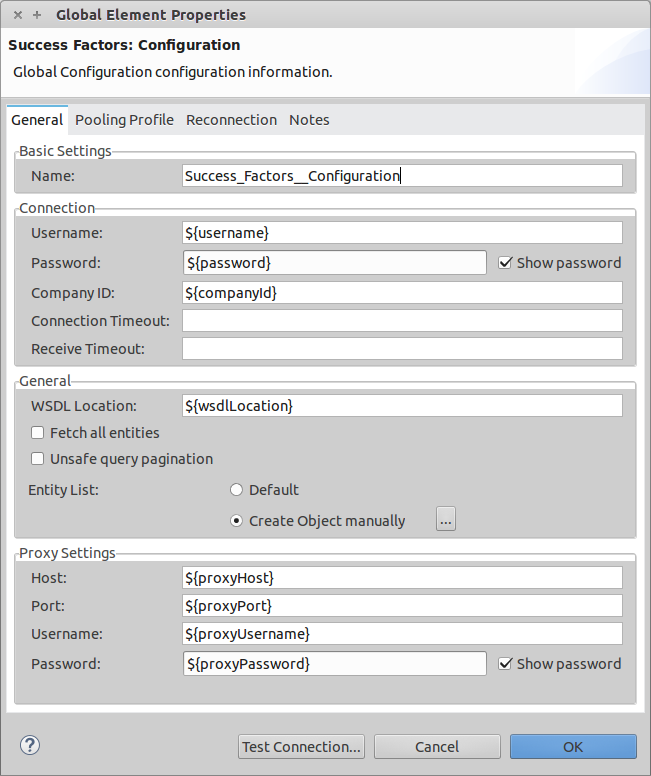 Global Element Properties
Success Factors: Configuration
Global Configuration configuration information.
General Pooling Profile Reconnection Notes
Basic Settings
Name: Success_Factors__Configuration
Connection
Username: ${username}
Password: ${password} Show password
Company ID: ${companyId}
Connection Timeout:
Receive Timeout:
General
WSDL Location: ${wsdlLocation}
Fetch all entities
Unsafe query pagination
Entity List: Default
Create Object manually ...
Proxy Settings
Host: ${proxyHost}
Port: ${proxyPort}
Username: ${proxyUsername}
Password: ${proxyPassword} Show password
? Test Connection... Cancel OK